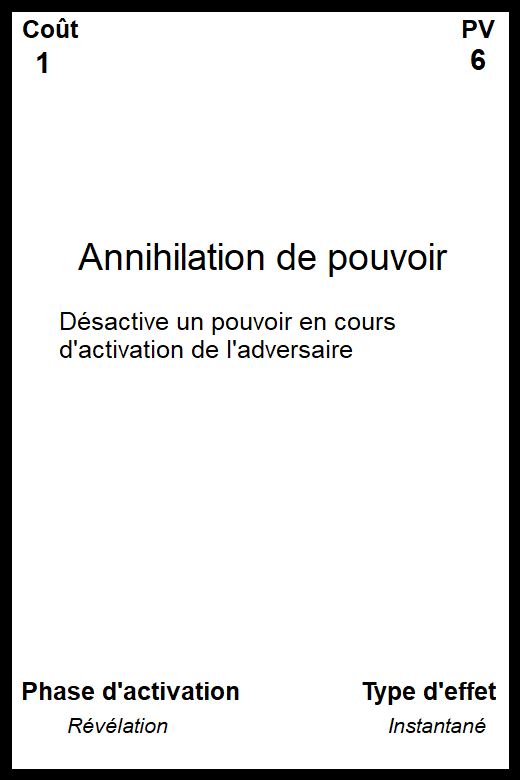 Coût PV
1 6
Annihilation de pouvoir
Désactive un pouvoir en cours
d'activation de l'adversaire
Phase d'activation Type d'effet
Révélation Instantané